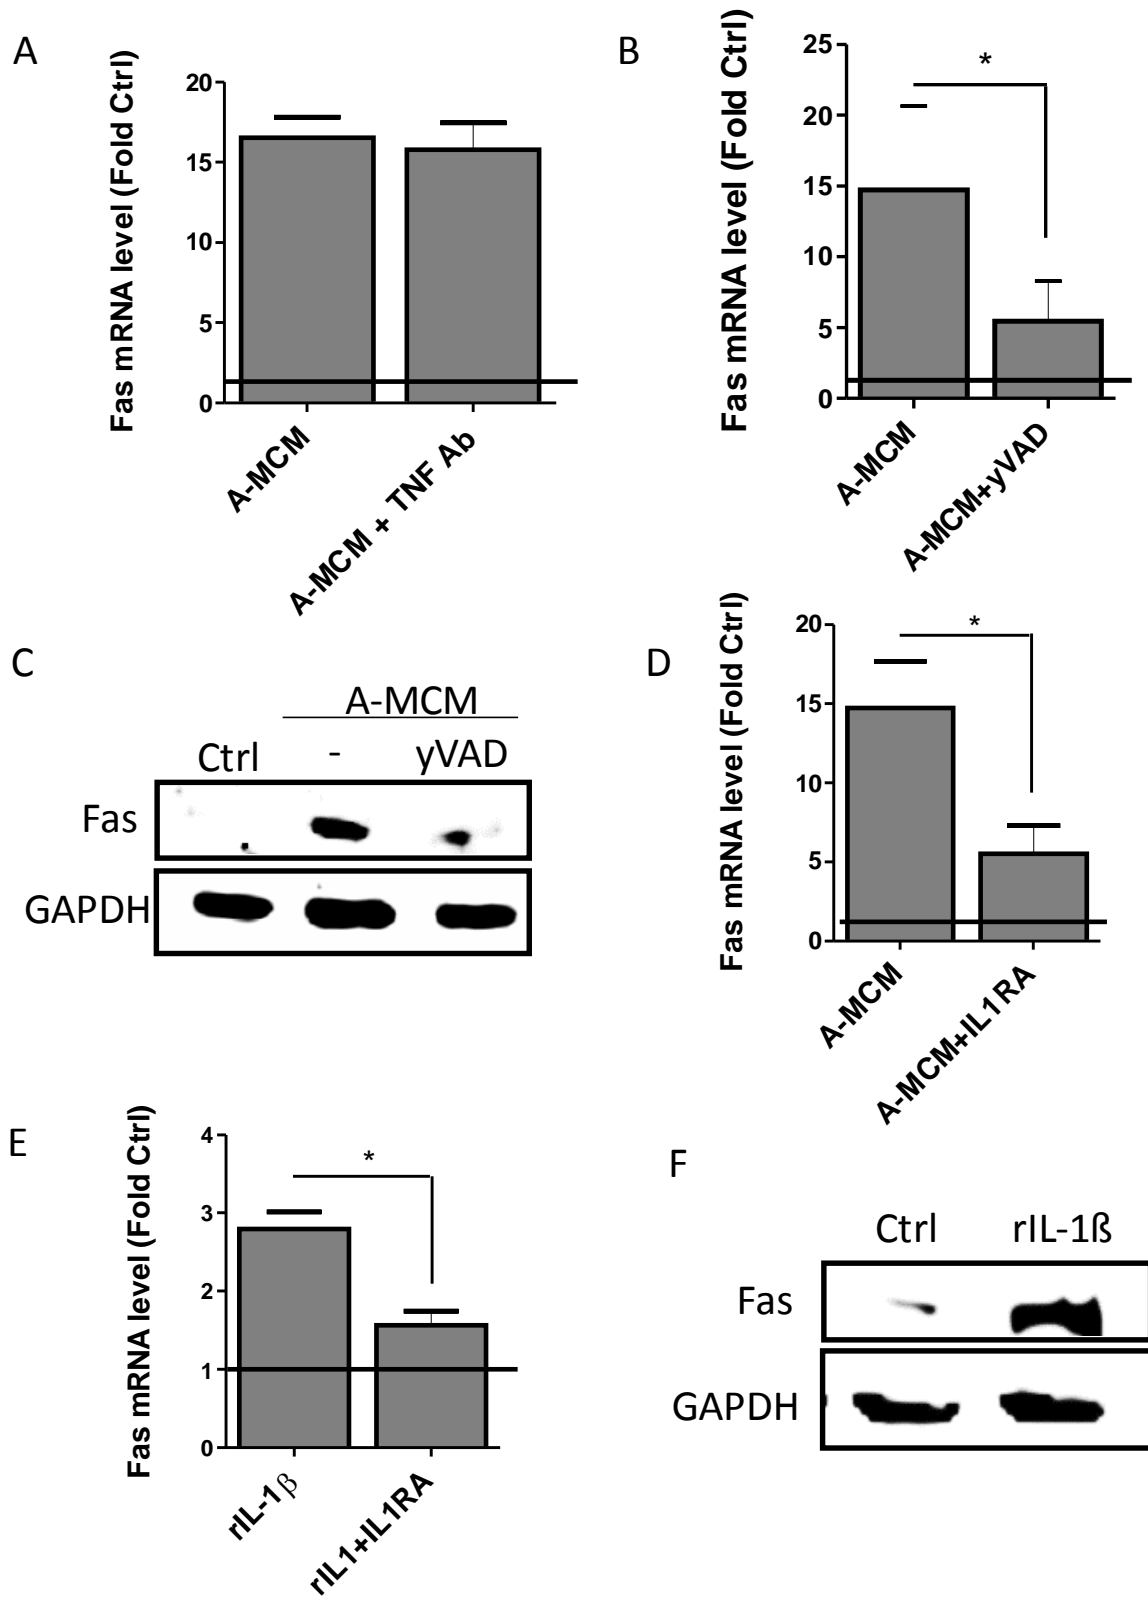 A
Fas mRNA level (Fold Ctrl)
20
15
10
5
0
A-MCM
A-MCM + TNF Ab
B
Fas mRNA level (Fold Ctrl)
25
20
15
10
5
0
*
A-MCM
A-MCM+yVAD
C
A-MCM
Ctrl - yVAD
Fas
GAPDH
D
Fas mRNA level (Fold Ctrl)
20
15
10
5
0
*
A-MCM
A-MCM+IL1RA
E
Fas mRNA level (Fold Ctrl)
4
3
2
1
0
*
rIL-1β
rIL1+IL1RA
F
Ctrl rIL-1ß
Fas
GAPDH